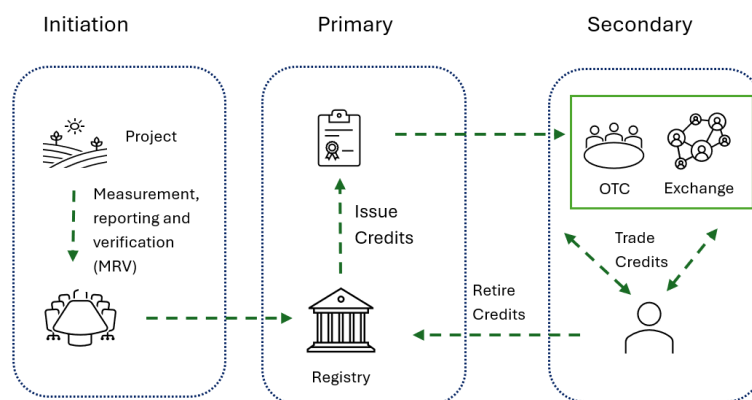 Initiation
Primary
Secondary
Project
Measurement,
reporting and
verification
(MRV)
Issue
Credits
Registry
OTC
Exchange
Trade
Credits
Retire
Credits